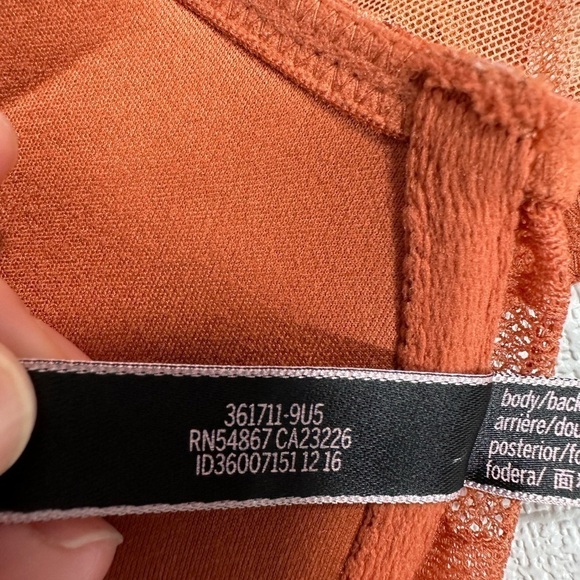 361711-9U5
RN54867 CA23226
ID36007151 12 16
body/back
arrière/dou
posterior/fo
fodera/ 面